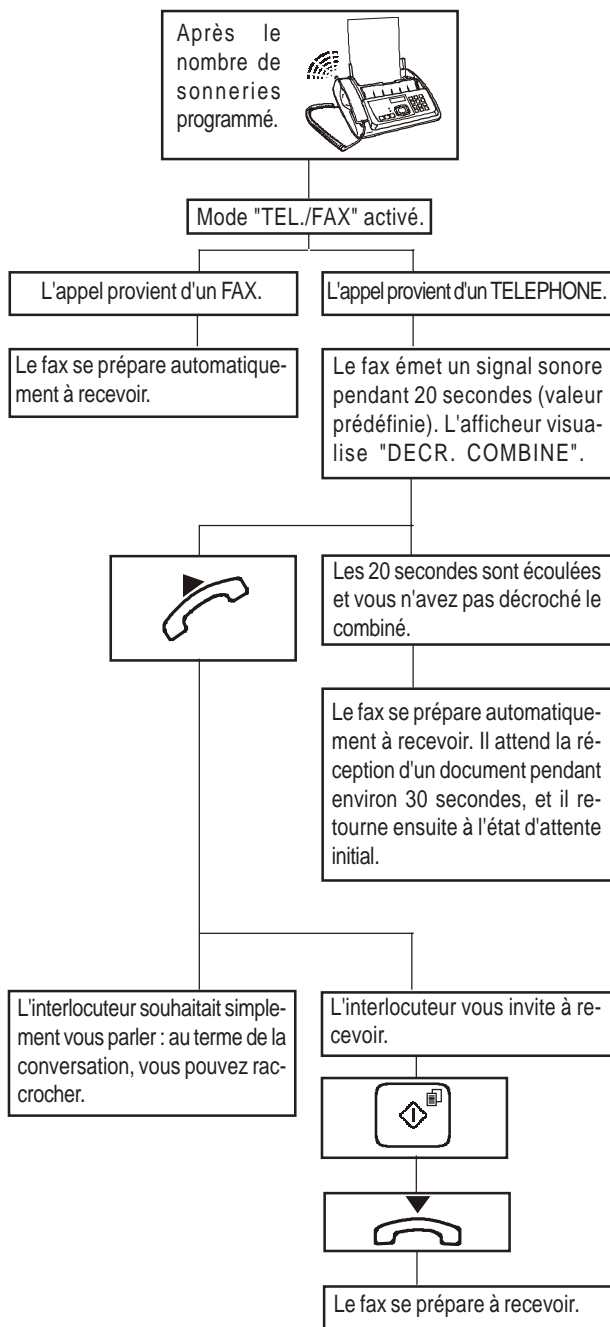 Après le
nombre de
sonneries
programmé.
Mode "TEL./FAX" activé.
L'appel provient d'un FAX.
L'appel provient d'un TELEPHONE.
Le fax se prépare automatique-
ment à recevoir.
Le fax émet un signal sonore
pendant 20 secondes (valeur
prédéfinie). L'afficheur visua-
lise "DECR. COMBINE".
Les 20 secondes sont écoulées
et vous n'avez pas décroché le
combiné.
Le fax se prépare automatique-
ment à recevoir. Il attend la ré-
ception d'un document pendant
environ 30 secondes, et il re-
tourne ensuite à l'état d'attente
initial.
L'interlocuteur souhaitait simple-
ment vous parler : au terme de la
conversation, vous pouvez rac-
crocher.
L'interlocuteur vous invite à re-
cevoir.
Le fax se prépare à recevoir.